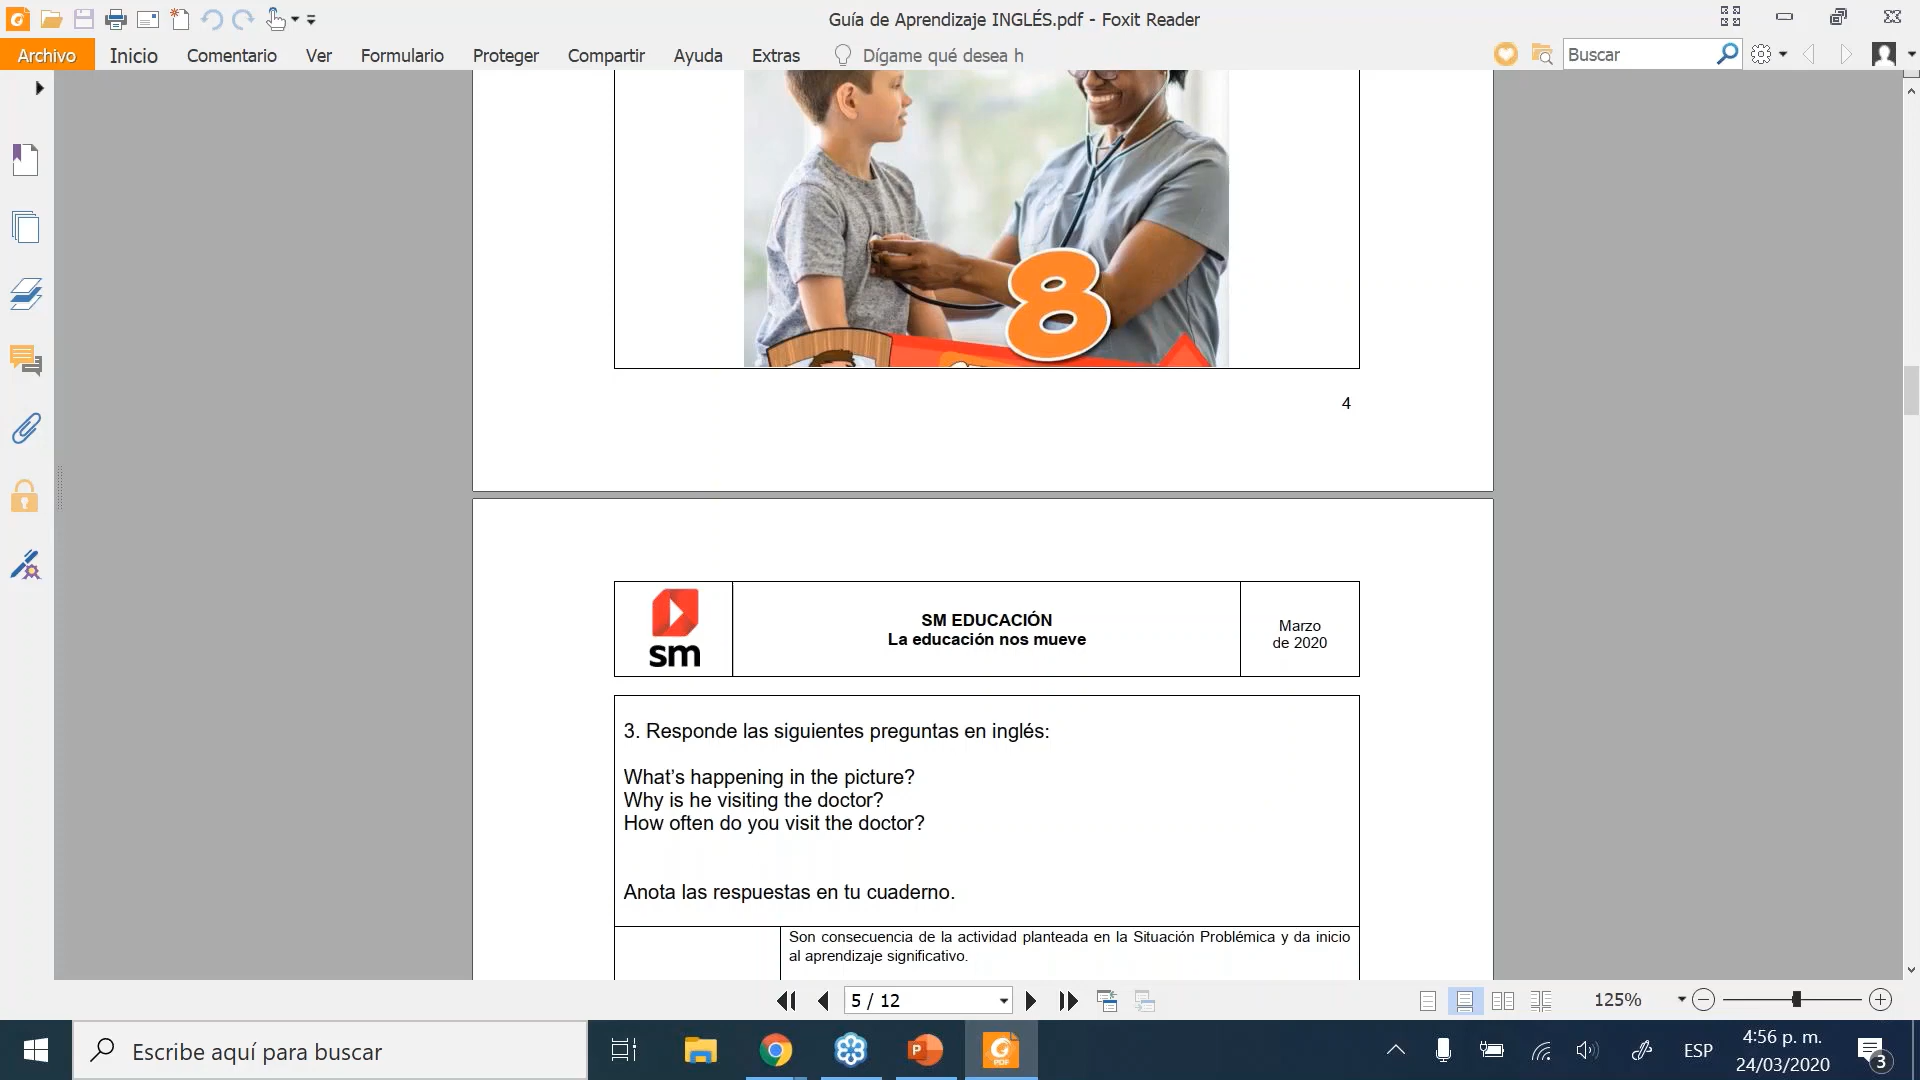 Guía de Aprendizaje INGLÉS.pdf - Foxit Reader
Archivo Inicio Comentario Ver Formulario Proteger Compartir Ayuda Extras Dígame qué desea h Buscar
8
4
sm
SM EDUCACIÓN
La educación nos mueve
Marzo
de 2020
3. Responde las siguientes preguntas en inglés:
What's happening in the picture?
Why is he visiting the doctor?
How often do you visit the doctor?
Anota las respuestas en tu cuaderno.
Son consecuencia de la actividad planteada en la Situación Problémica y da inicio
al aprendizaje significativo.
5 / 12
125%
Escribe aquí para buscar
P
PDF
ESP
4:56 p. m.
24/03/2020
3